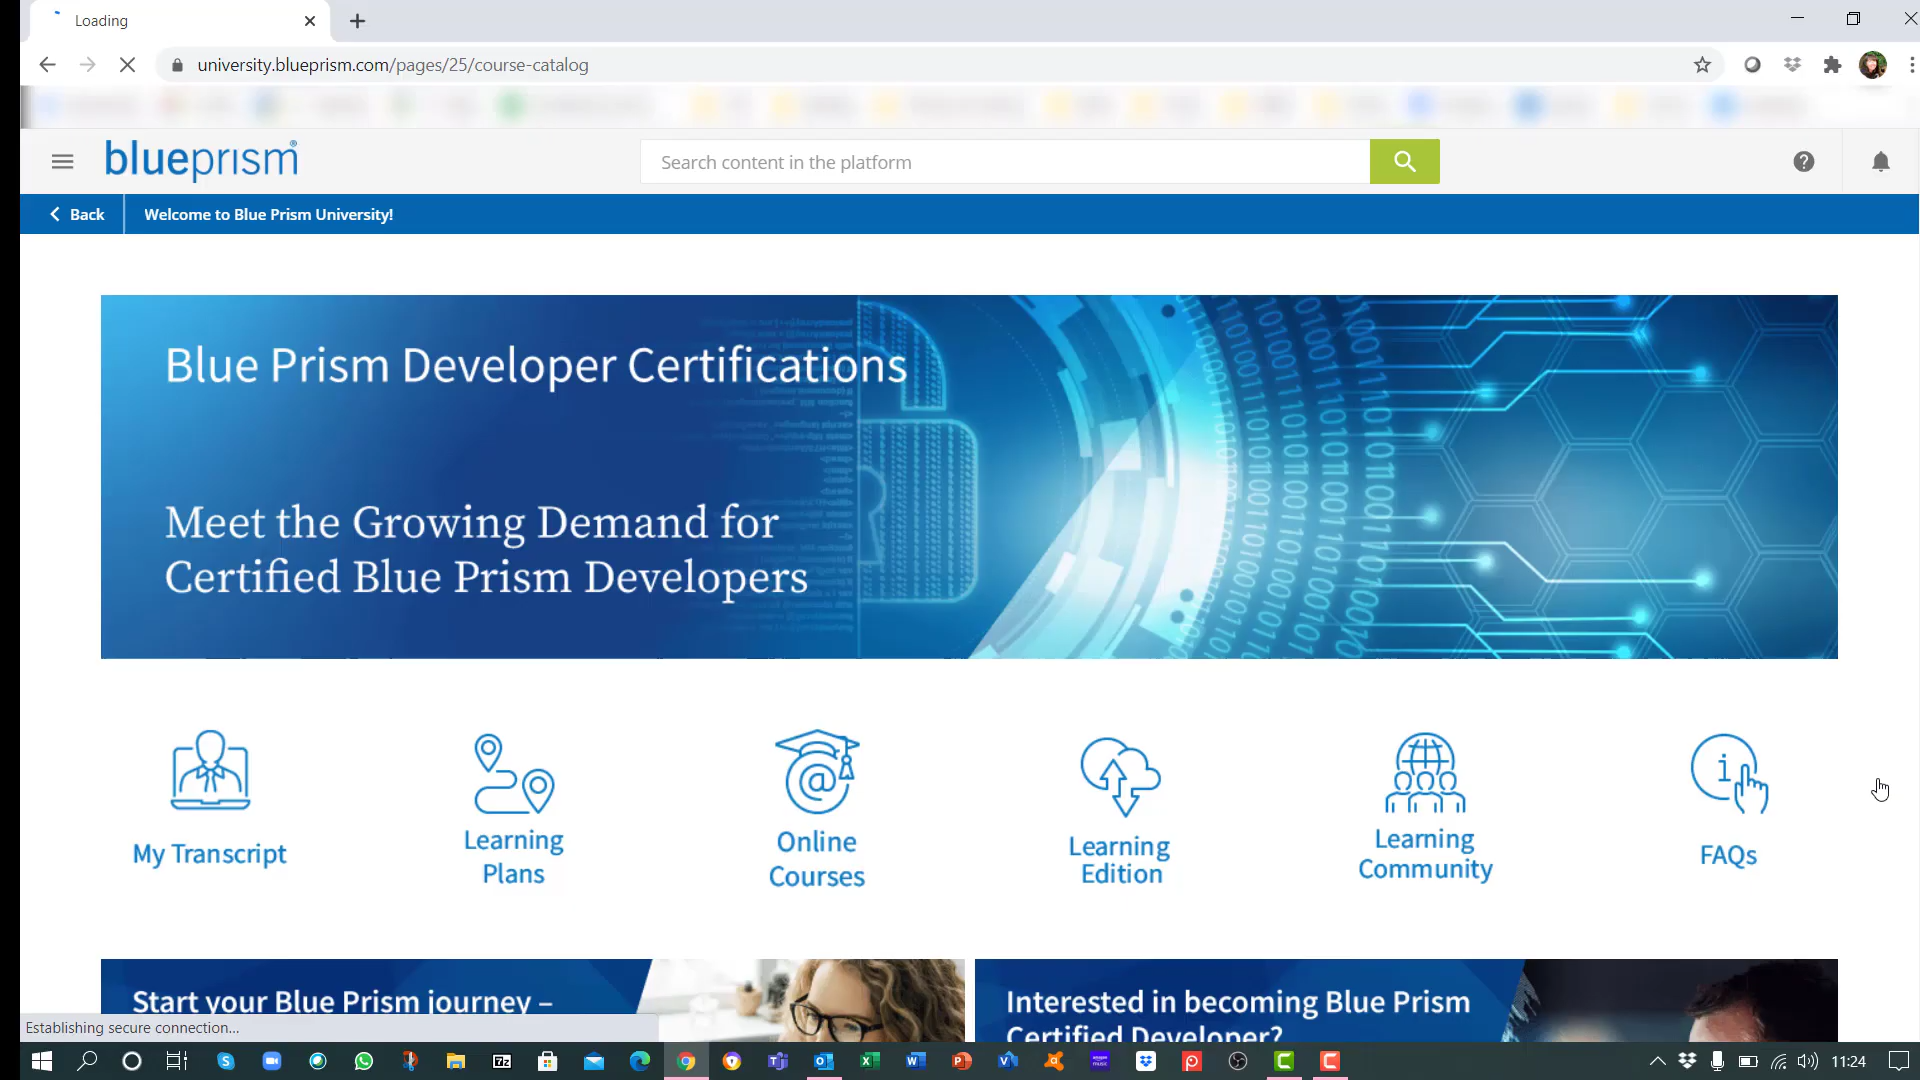 Loading
university.blueprism.com/pages/25/course-catalog
blueprism®
Search content in the platform
Back
Welcome to Blue Prism University!
Blue Prism Developer Certifications
Meet the Growing Demand for
Certified Blue Prism Developers
My Transcript
Learning
Plans
Online
Courses
Learning
Edition
Learning
Community
FAQs
Start your Blue Prism journey –
Interested in becoming Blue Prism
Certified Developer?
Establishing secure connection...
11:24